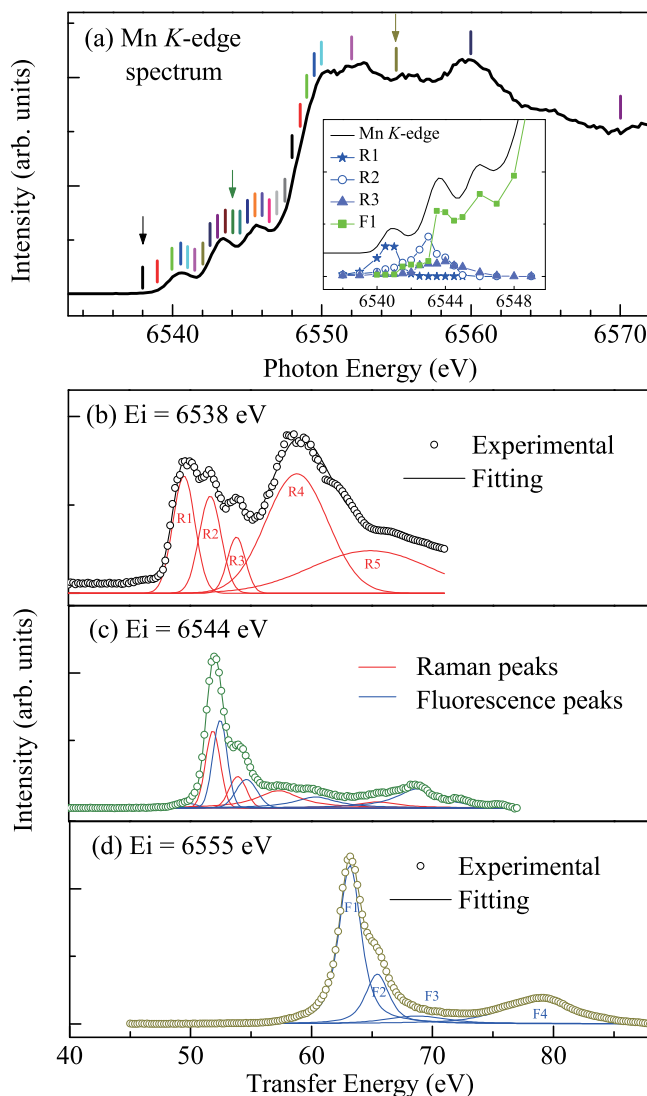 (a) Mn K-edge
spectrum
Intensity (arb. units)
Mn K-edge
R1
R2
R3
F1
6540 6544 6548
6540 6550 6560 6570
Photon Energy (eV)
(b) Ei = 6538 eV
Experimental
Fitting
R1
R2
R3
R4
R5
(c) Ei = 6544 eV
Raman peaks
Fluorescence peaks
Intensity (arb. units)
(d) Ei = 6555 eV
Experimental
Fitting
F1
F2
F3
F4
40 50 60 70 80
Transfer Energy (eV)